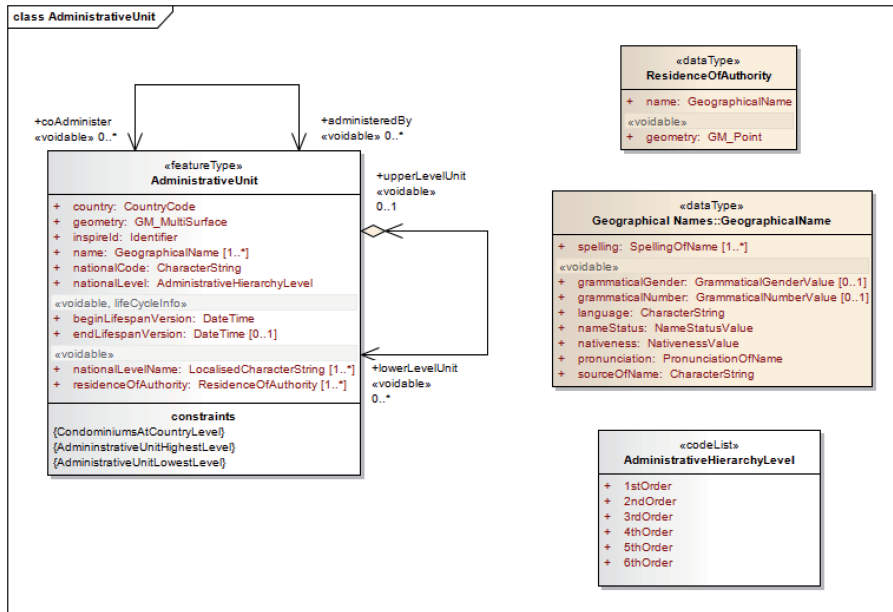 class AdministrativeUnit
+coAdminister
«voidable» 0..*
+administeredBy
«voidable» 0..*
«featureType»
AdministrativeUnit
+ country: CountryCode
+ geometry: GM_MultiSurface
+ inspireId: Identifier
+ name: GeographicalName [1..*]
+ nationalCode: CharacterString
+ nationalLevel: AdministrativeHierarchyLevel
«voidable, lifeCycleInfo»
+ beginLifespanVersion: DateTime
+ endLifespanVersion: DateTime [0..1]
«voidable»
+ nationalLevelName: LocalisedCharacterString [1..*]
+ residenceOfAuthority: ResidenceOfAuthority [1..*]
constraints
{CondominiumsAtCountryLevel}
{AdmininstrativeUnitHighestLevel}
{AdministrativeUnitLowestLevel}
+upperLevelUnit
«voidable»
0..1
+lowerLevelUnit
«voidable»
0..*
«dataType»
ResidenceOfAuthority
+ name: GeographicalName
«voidable»
+ geometry: GM_Point
«dataType»
Geographical Names::GeographicalName
+ spelling: SpellingOfName [1..*]
«voidable»
+ grammaticalGender: GrammaticalGenderValue [0..1]
+ grammaticalNumber: GrammaticalNumberValue [0..1]
+ language: CharacterString
+ nameStatus: NameStatusValue
+ nativeness: NativenessValue
+ pronunciation: PronunciationOfName
+ sourceOfName: CharacterString
«codeList»
AdministrativeHierarchyLevel
+ 1stOrder
+ 2ndOrder
+ 3rdOrder
+ 4thOrder
+ 5thOrder
+ 6thOrder